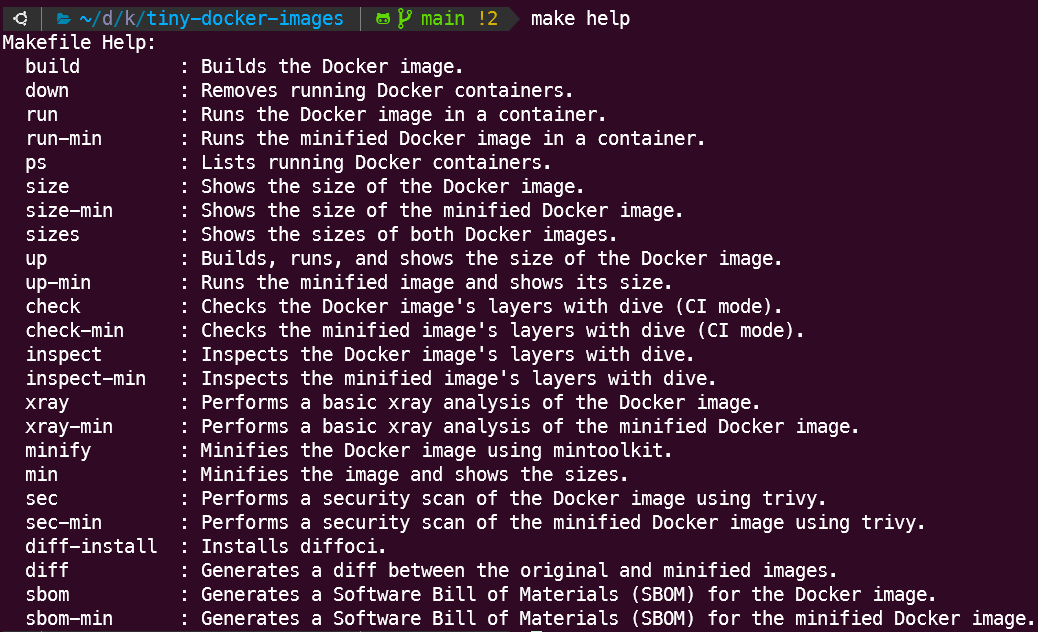 ~/d/k/tiny-docker-images main !2 make help
Makefile Help:
build : Builds the Docker image.
down : Removes running Docker containers.
run : Runs the Docker image in a container.
run-min : Runs the minified Docker image in a container.
ps : Lists running Docker containers.
size : Shows the size of the Docker image.
size-min : Shows the size of the minified Docker image.
sizes : Shows the sizes of both Docker images.
up : Builds, runs, and shows the size of the Docker image.
up-min : Runs the minified image and shows its size.
check : Checks the Docker image's layers with dive (CI mode).
check-min : Checks the minified image's layers with dive (CI mode).
inspect : Inspects the Docker image's layers with dive.
inspect-min : Inspects the minified image's layers with dive.
xray : Performs a basic xray analysis of the Docker image.
xray-min : Performs a basic xray analysis of the minified Docker image.
minify : Minifies the Docker image using mintoolkit.
min : Minifies the image and shows the sizes.
sec : Performs a security scan of the Docker image using trivy.
sec-min : Performs a security scan of the minified Docker image using trivy.
diff-install : Installs diffoci.
diff : Generates a diff between the original and minified images.
sbom : Generates a Software Bill of Materials (SBOM) for the Docker image.
sbom-min : Generates a Software Bill of Materials (SBOM) for the minified Docker image.